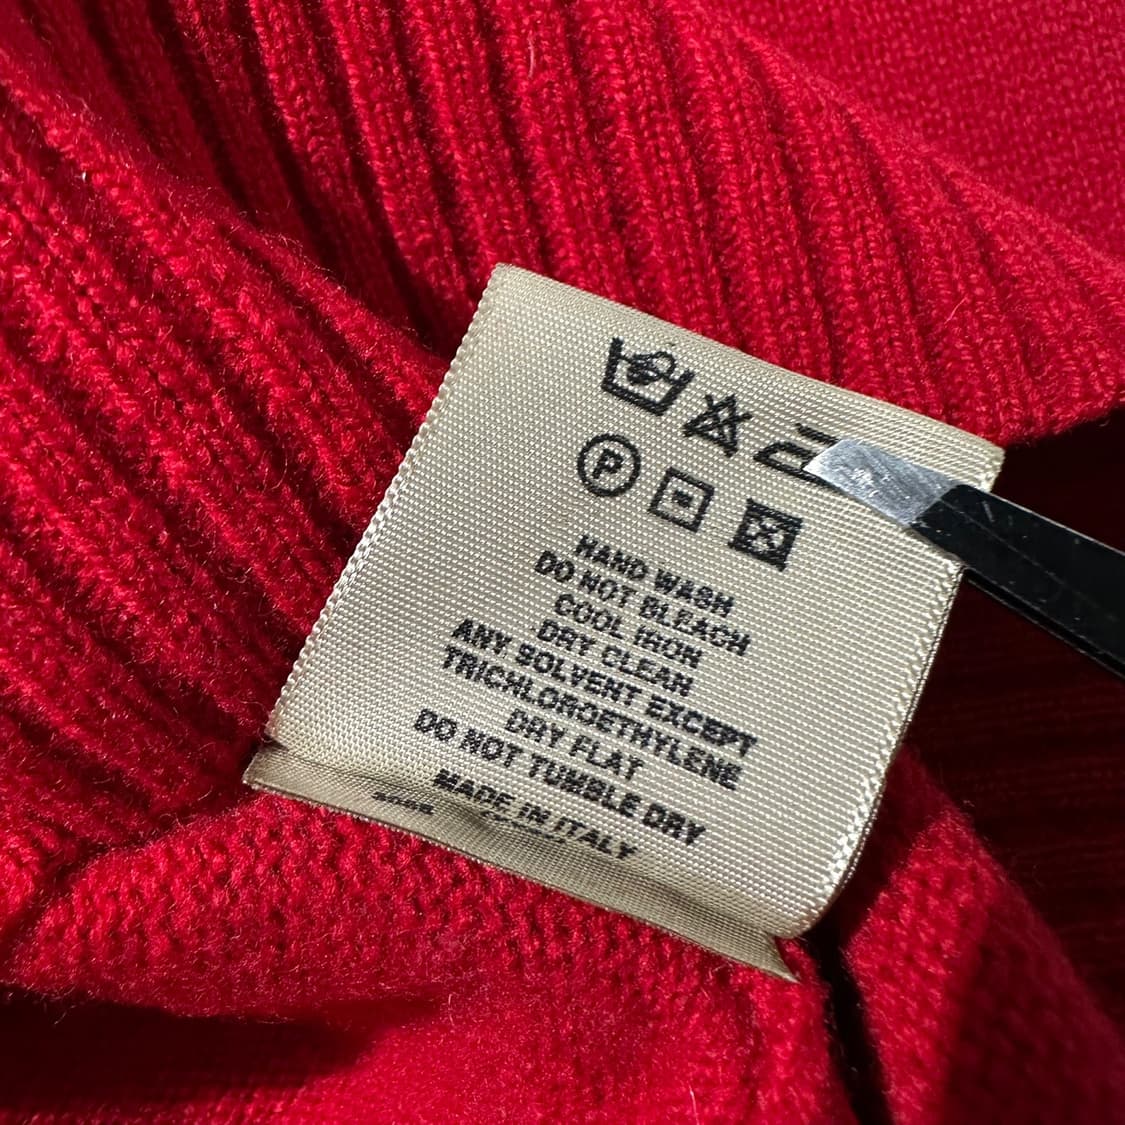 P
HAND WASH
DO NOT BLEACH
COOL IRON
DRY CLEAN
ANY SOLVENT EXCEPT
TRICHLOROETHYLENE
DRY FLAT
DO NOT TUMBLE DRY
MADE IN ITALY